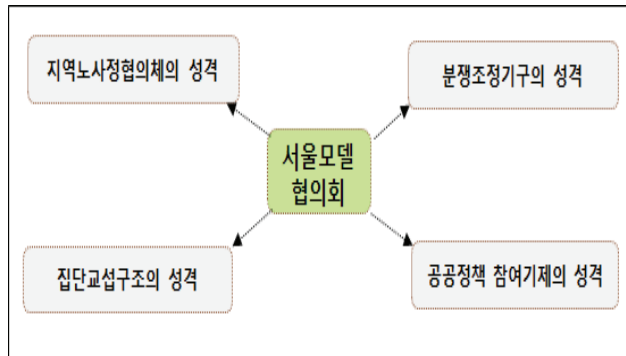 지역노사정협의체의 성격
분쟁조정기구의 성격
서울모델
협의회
집단교섭구조의 성격
공공정책 참여기제의 성격